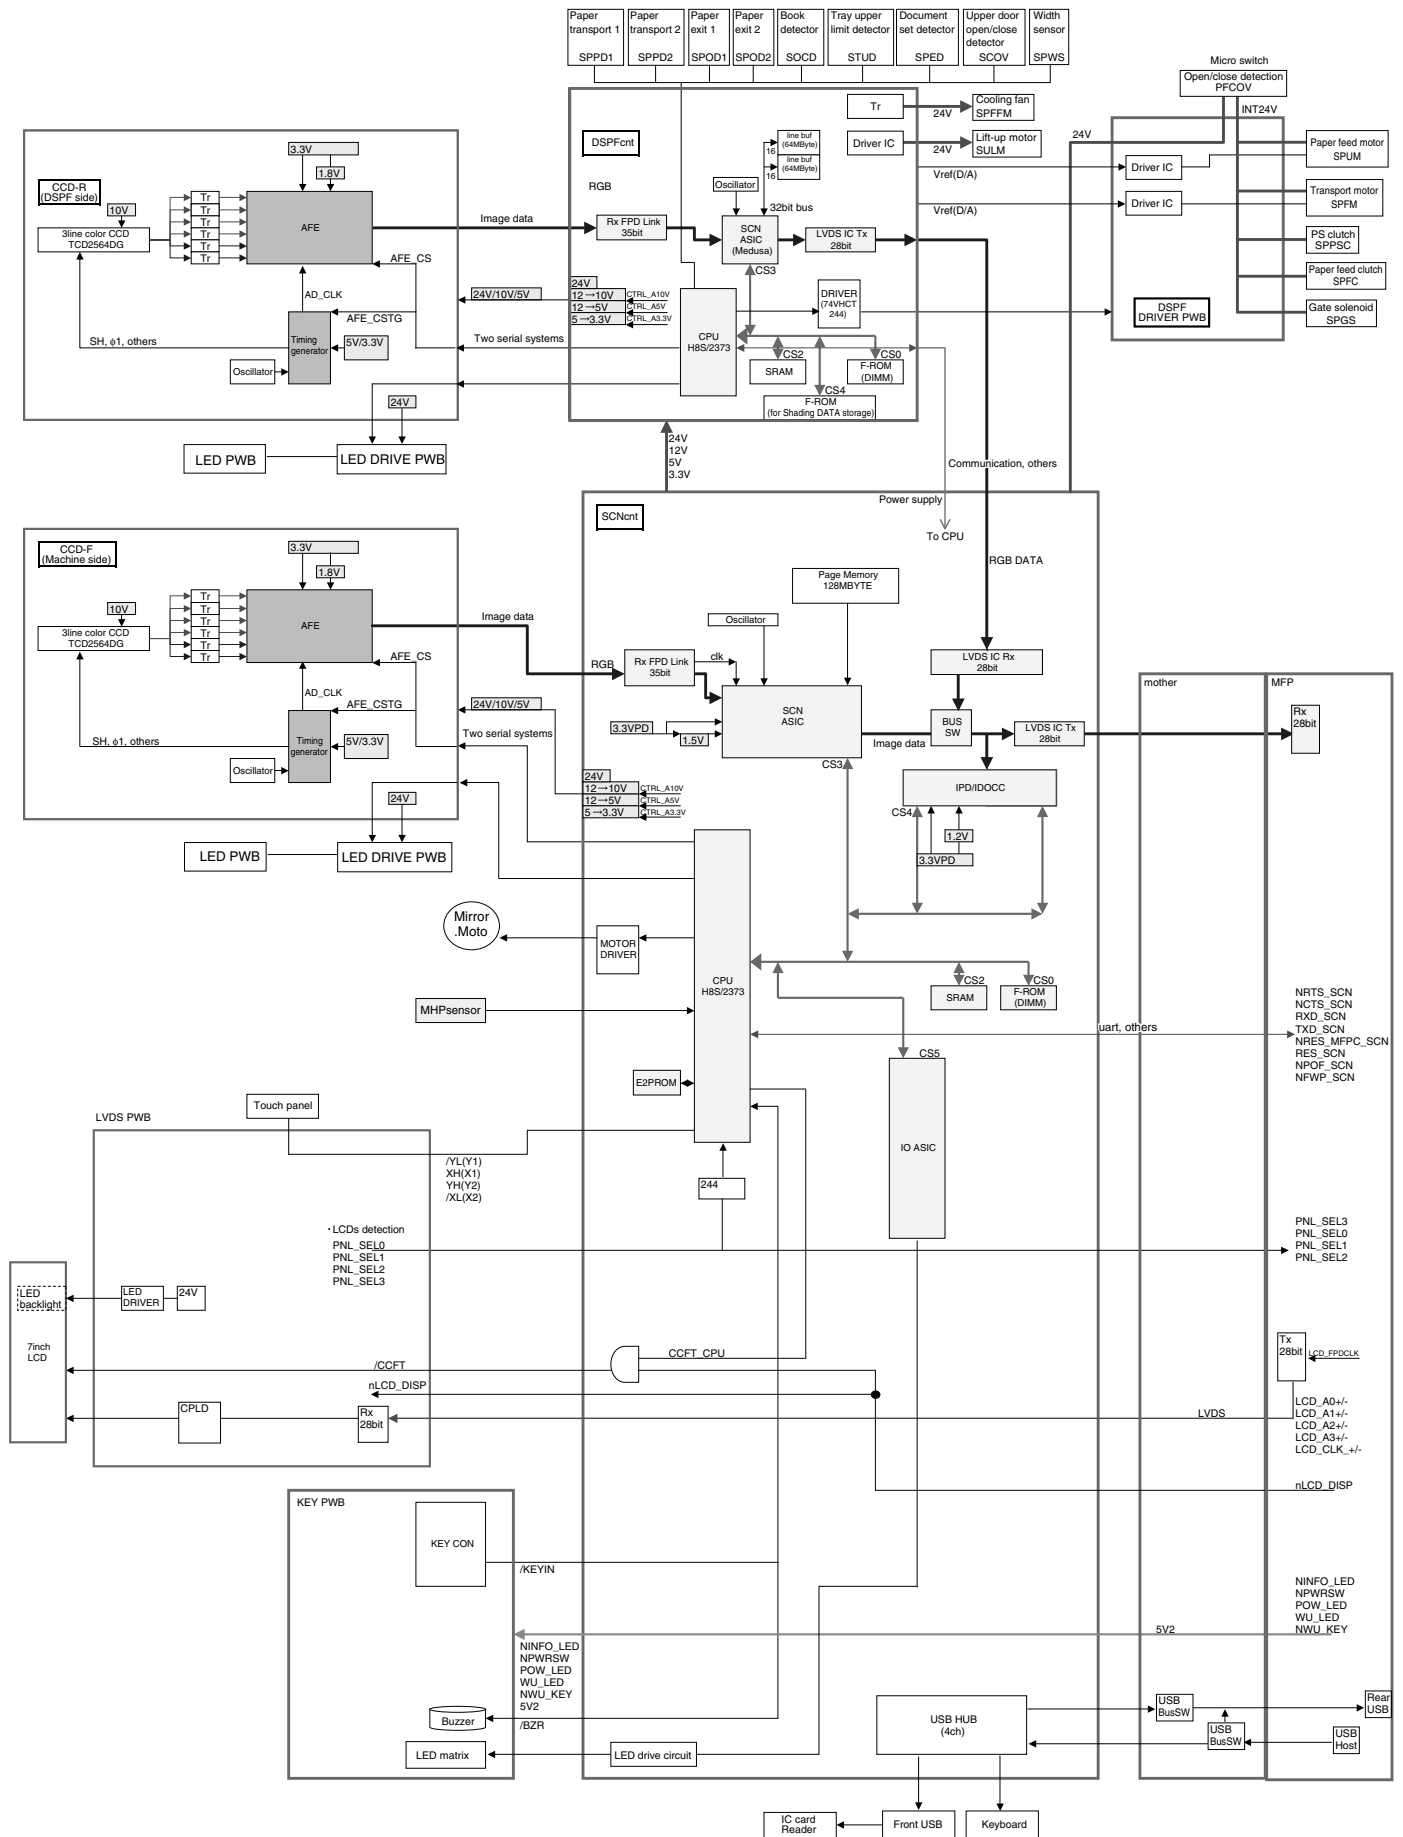 Paper
transport 1
SPPD1
Paper
transport 2
SPPD2
Paper
exit 1
SPOD1
Paper
exit 2
SPOD2
Book
detector
SOCD
Tray upper
limit detector
STUD
Document
set detector
SPED
Upper door
open/close
detector
SCOV
Width
sensor
SPWS
Micro switch
Open/close detection
PFCOV
INT24V
24V
DSPFcnt
RGB
Tr
24V
Cooling fan
SPFFM
Driver IC
24V
Lift-up motor
SULM
line buf
(64MByte)
16
line buf
(64MByte)
16
Oscillator
32bit bus
Vref(D/A)
Vref(D/A)
Driver IC
Driver IC
Paper feed motor
SPUM
Transport motor
SPFM
PS clutch
SPPSC
Paper feed clutch
SPFC
Gate solenoid
SPGS
DSPF
DRIVER PWB
CCD-R
(DSPF side)
3.3V
1.8V
10V
3line color CCD
TCD2564DG
Tr
Tr
Tr
Tr
Tr
Tr
AFE
Image data
AFE_CS
AD_CLK
AFE_CSTG
SH, ϕ1, others
Timing
generator
5V/3.3V
Oscillator
24V
LED PWB
LED DRIVE PWB
24V/10V/5V
Two serial systems
Rx FPD Link
35bit
SCN
ASIC
(Medusa)
LVDS IC Tx
28bit
CS3
24V
12→10V
12→5V
5→3.3V
CTRL_A10V
CTRL_A5V
CTRL_A3.3V
CPU
H8S/2373
DRIVER
(74VHCT
244)
CS2
SRAM
CS0
F-ROM
(DIMM)
CS4
F-ROM
(for Shading DATA storage)
24V
12V
5V
3.3V
Communication, others
Power supply
To CPU
RGB DATA
SCNcnt
CCD-F
(Machine side)
3.3V
1.8V
10V
3line color CCD
TCD2564DG
Tr
Tr
Tr
Tr
Tr
Tr
AFE
Image data
AFE_CS
AD_CLK
AFE_CSTG
SH, ϕ1, others
Timing
generator
5V/3.3V
Oscillator
24V
LED PWB
LED DRIVE PWB
24V/10V/5V
Two serial systems
Page Memory
128MBYTE
Oscillator
RGB
Rx FPD Link
35bit
clk
SCN
ASIC
3.3VPD
1.5V
Image data
CS3
LVDS IC Rx
28bit
BUS
SW
LVDS IC Tx
28bit
IPD/IDOCC
CS4
1.2V
3.3VPD
24V
12→10V
12→5V
5→3.3V
CTRL_A10V
CTRL_A5V
CTRL_A3.3V
mother
MFP
Rx
28bit
Mirror
.Moto
MOTOR
DRIVER
MHPsensor
CPU
H8S/2373
CS2
SRAM
CS0
F-ROM
(DIMM)
uart, others
NRTS_SCN
NCTS_SCN
RXD_SCN
TXD_SCN
NRES_MFPC_SCN
RES_SCN
NPOF_SCN
NFWP_SCN
CS5
IO ASIC
E2PROM
244
Touch panel
LVDS PWB
/YL(Y1)
XH(X1)
YH(Y2)
/XL(X2)
・LCDs detection
PNL_SEL0
PNL_SEL1
PNL_SEL2
PNL_SEL3
PNL_SEL3
PNL_SEL0
PNL_SEL1
PNL_SEL2
LED
backlight
7inch
LCD
LED
DRIVER
24V
/CCFT
CCFT_CPU
nLCD_DISP
CPLD
Rx
28bit
LVDS
Tx
28bit
LCD_FPDCLK
LCD_A0+/-
LCD_A1+/-
LCD_A2+/-
LCD_A3+/-
LCD_CLK_+/-
nLCD_DISP
KEY PWB
KEY CON
/KEYIN
NINFO_LED
NPWRSW
POW_LED
WU_LED
NWU_KEY
5V2
NINFO_LED
NPWRSW
POW_LED
WU_LED
NWU_KEY
5V2
/BZR
Buzzer
LED matrix
LED drive circuit
USB HUB
(4ch)
USB
BusSW
USB
BusSW
Rear
USB
USB
Host
IC card
Reader
Front USB
Keyboard